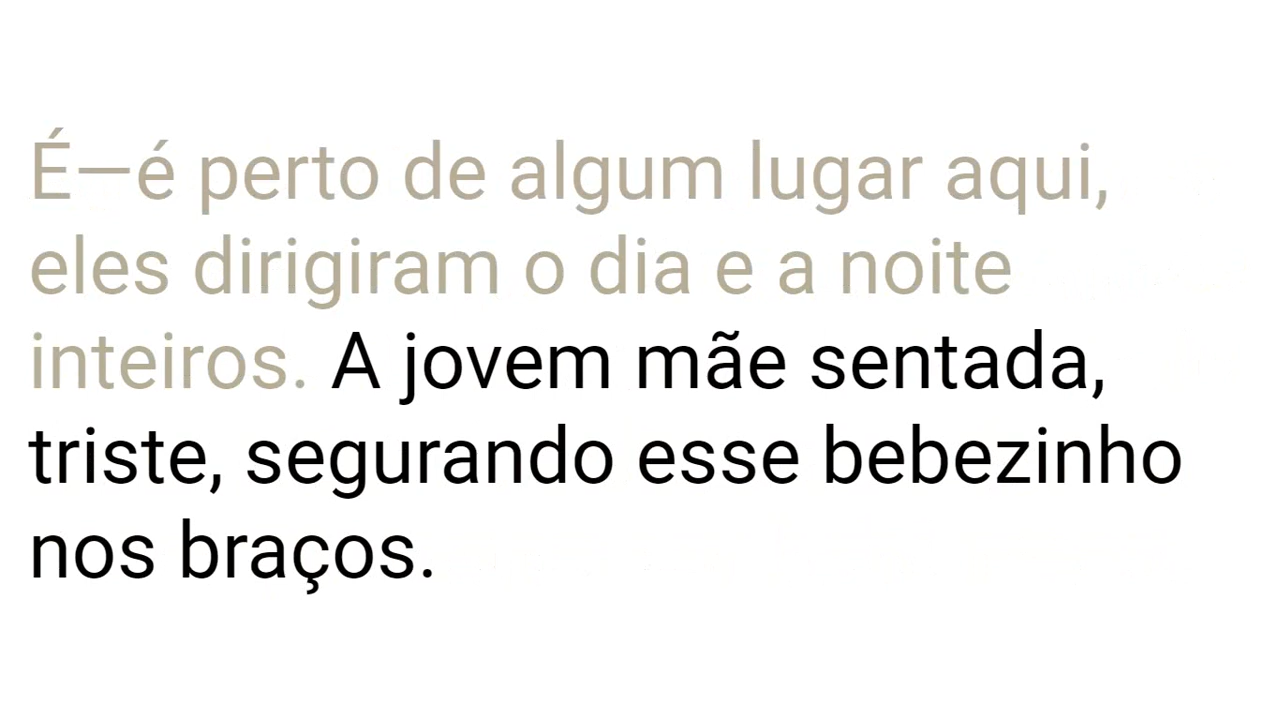 É—é perto de algum lugar aqui,
eles dirigiram o dia e a noite
inteiros. A jovem mãe sentada,
triste, segurando esse bebezinho
nos braços.